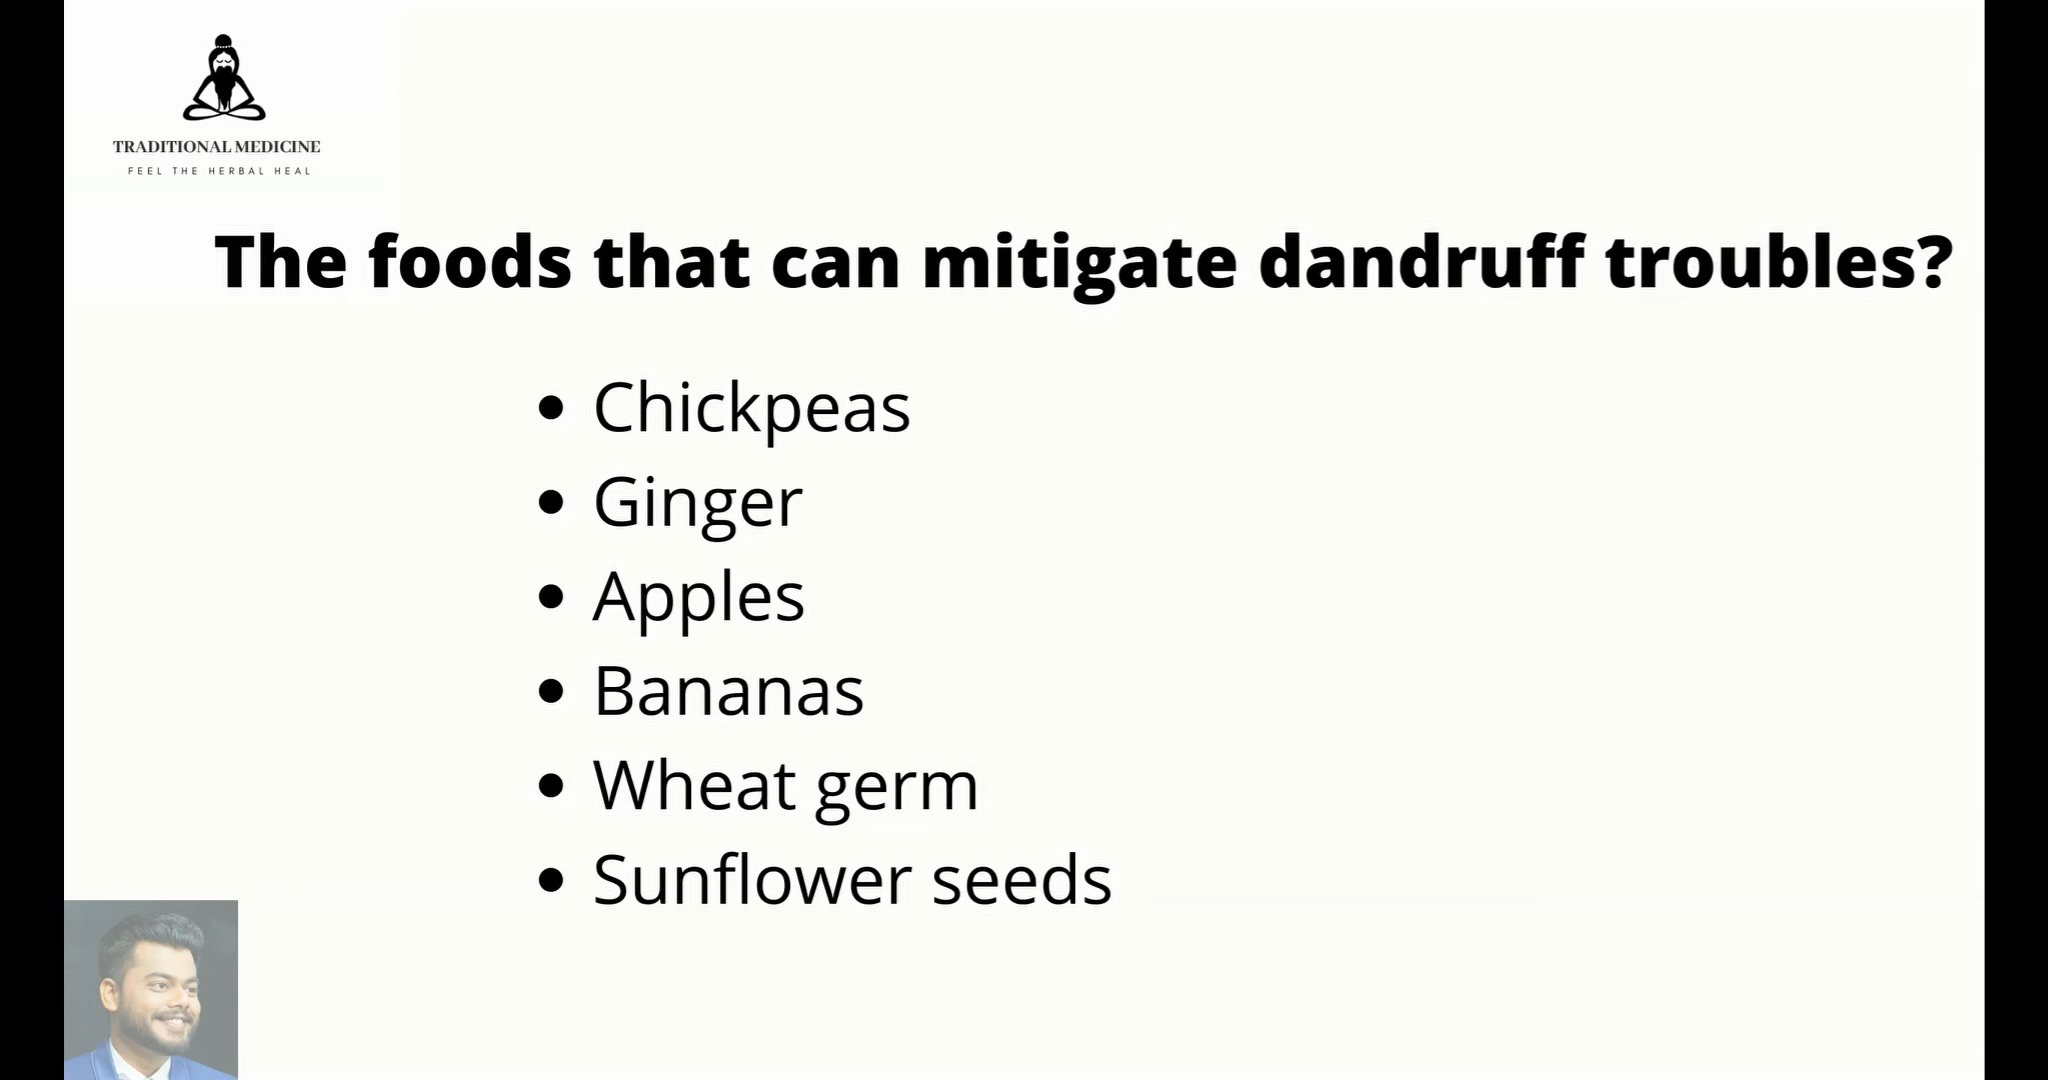 TRADITIONAL MEDICINE
FEEL THE HERBAL HEAL
The foods that can mitigate dandruff troubles?
• Chickpeas
• Ginger
• Apples
• Bananas
• Wheat germ
• Sunflower seeds